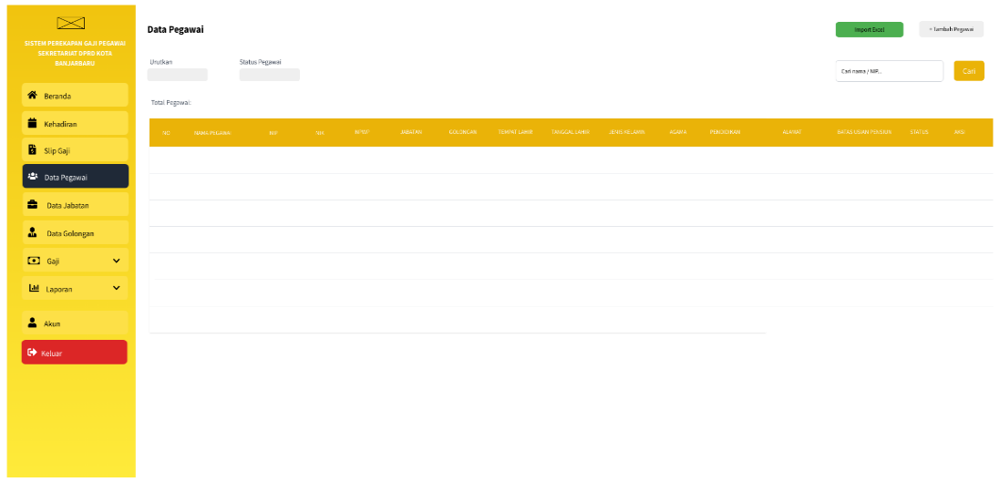 SISTEM PEREKAPAN GAJI PEGAWAI
SEKRETARIAT DPRD KOTA
BANJARBARU
Beranda
Kehadiran
Slip Gaji
Data Pegawai
Data Jabatan
Data Golongan
Gaji
Laporan
Akun
Keluar
Data Pegawai
Import Excel
+ Tambah Pegawai
Urutkan
Status Pegawai
Cari nama / NIP...
Cari
Total Pegawai:
NO NAMA PEGAWAI NIP NIK NPWP JABATAN GOLONGAN TEMPAT LAHIR TANGGAL LAHIR JENIS KELAMIN AGAMA PENDIDIKAN ALAMAT BATAS USIAN PENSIUN STATUS AKSI